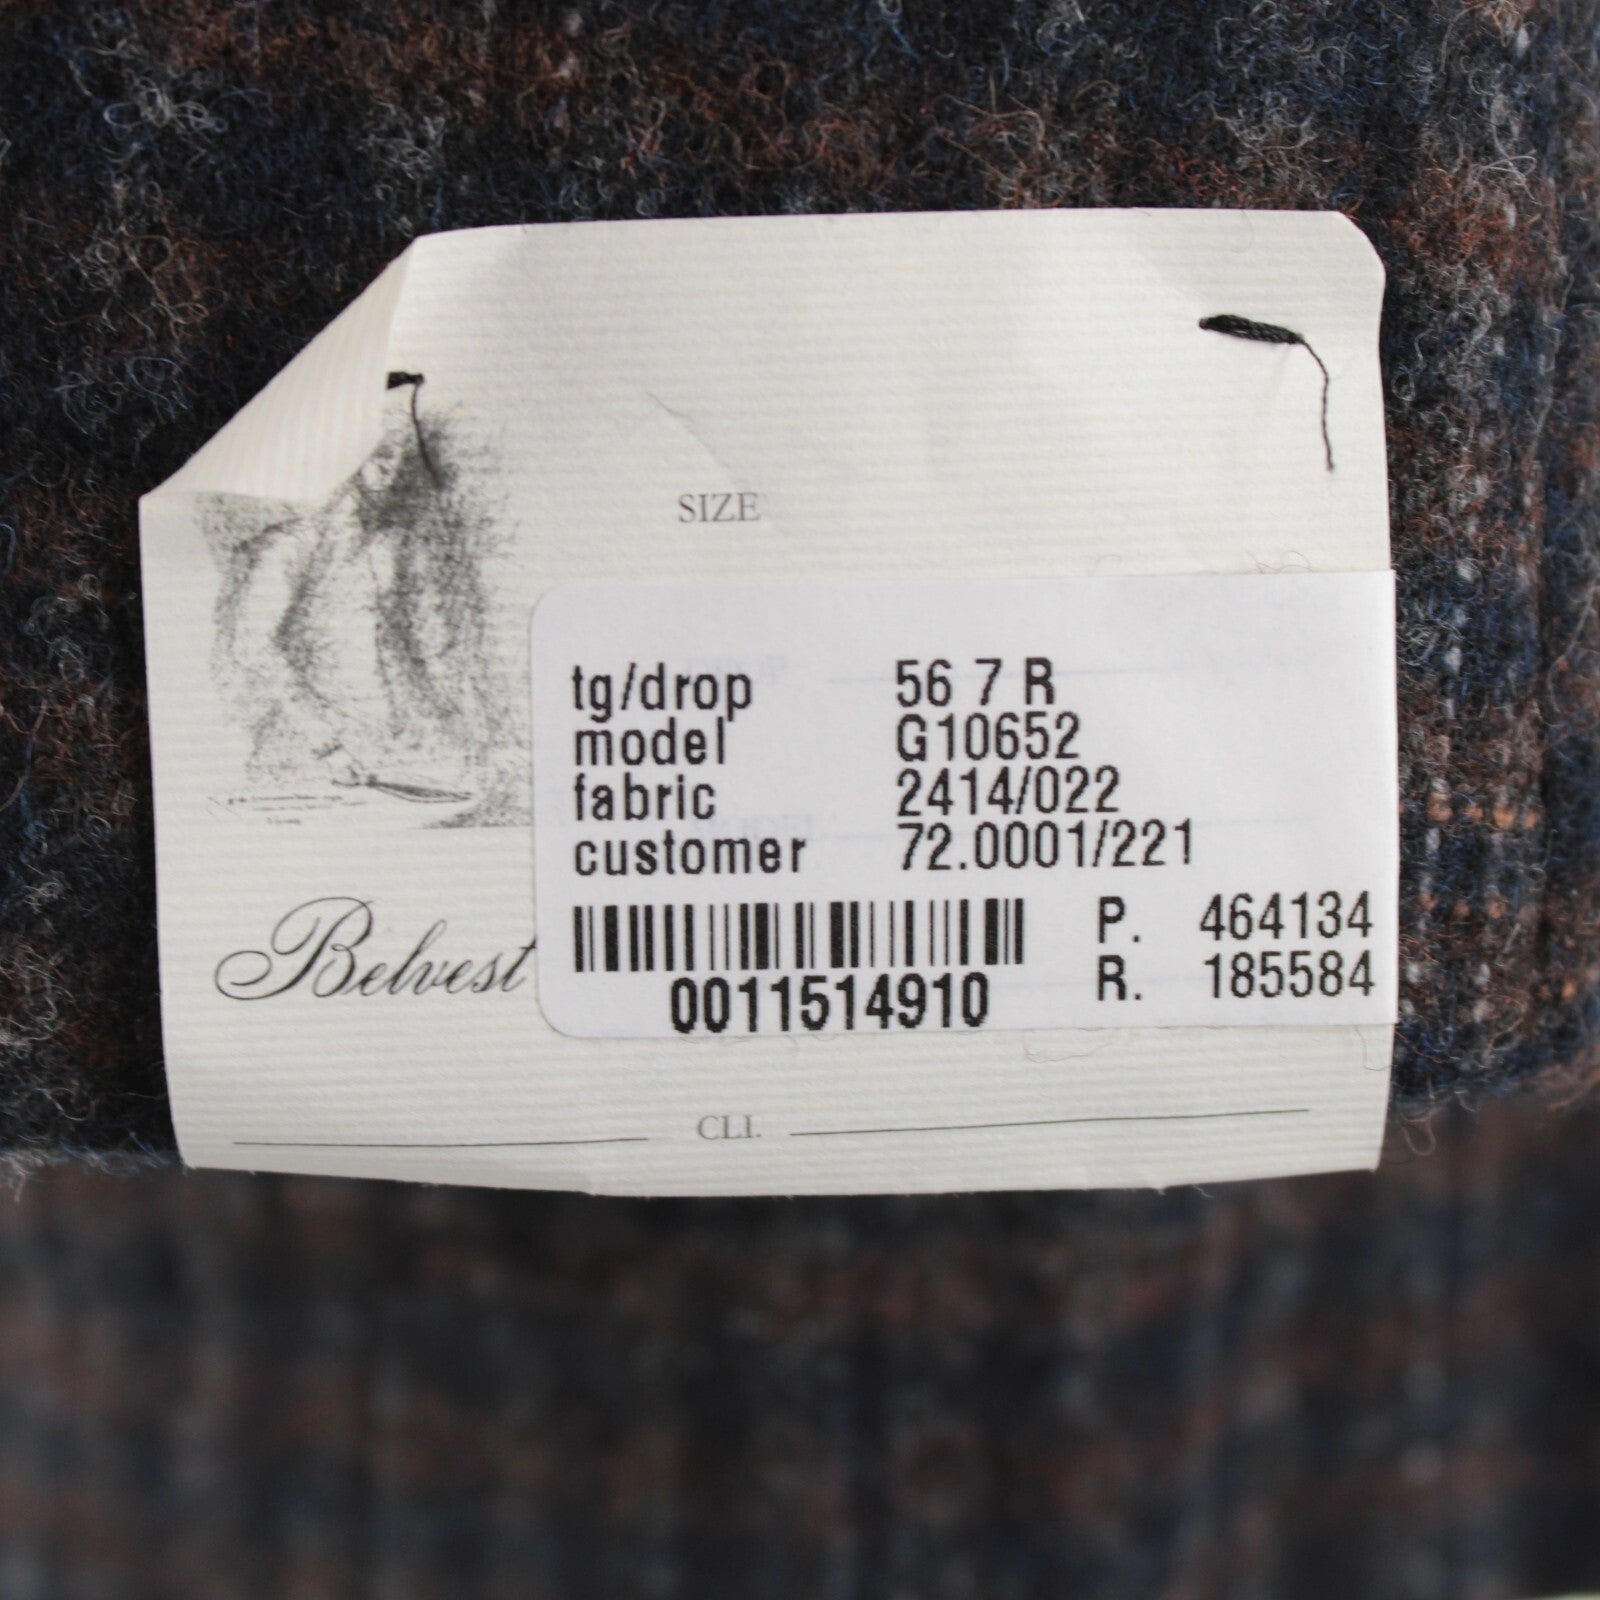 SIZE
tg/drop 56 7 R
model G10652
fabric 2414/022
customer 72.0001/221
P. 464134
R. 185584
0011514910
Belvest
CLI.